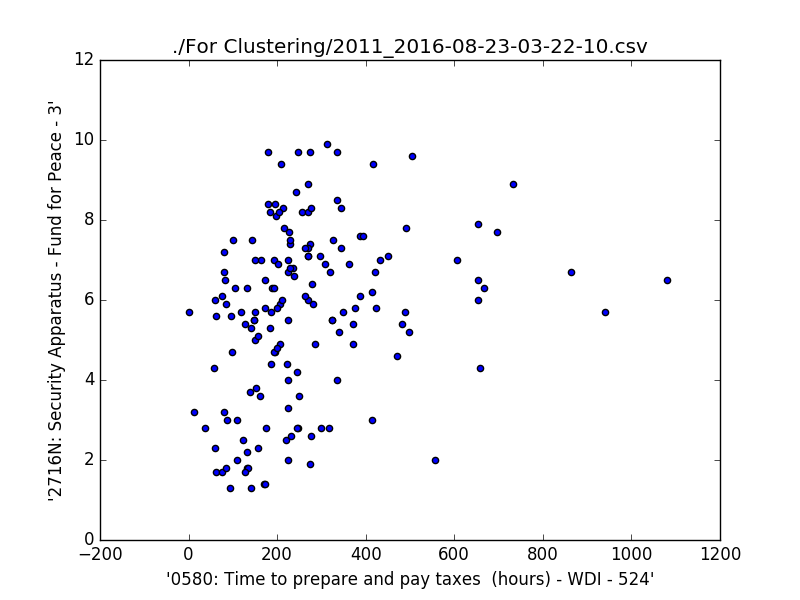 ./For Clustering/2011_2016-08-23-03-22-10.csv
12
10
8
6
4
2
0
'2716N: Security Apparatus - Fund for Peace - 3'
−200 0 200 400 600 800 1000 1200
'0580: Time to prepare and pay taxes  (hours) - WDI - 524'